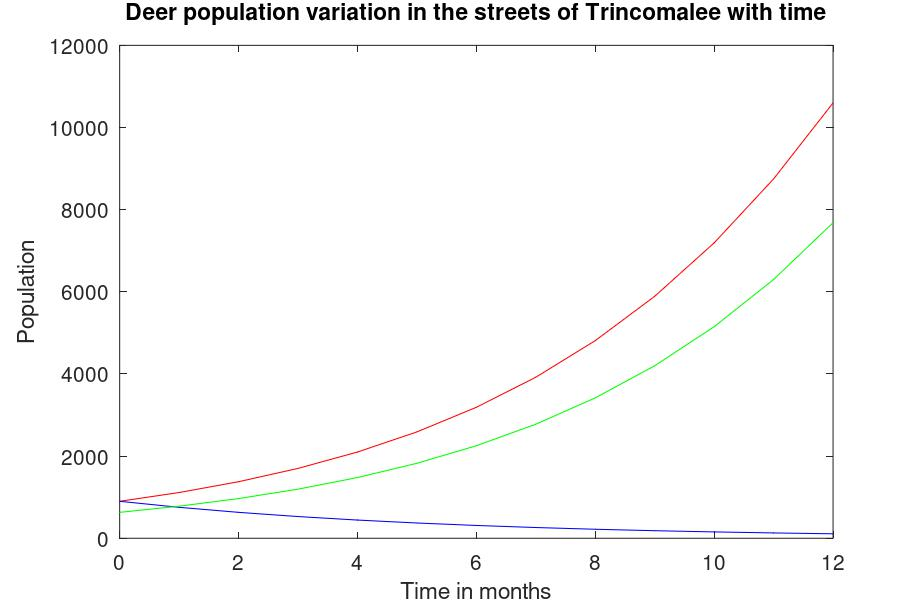 Deer population variation in the streets of Trincomalee with time
12000
10000
8000
6000
4000
2000
0
Population
0 2 4 6 8 10 12
Time in months